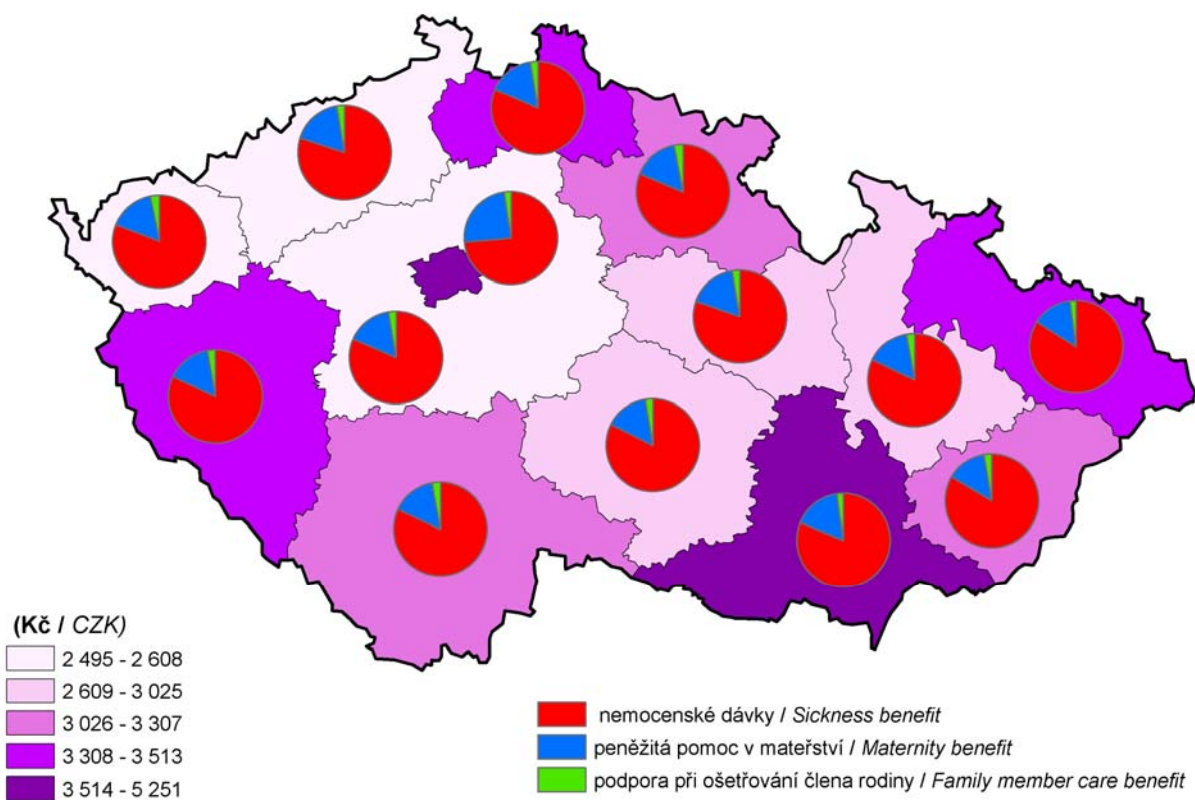 (Kč / CZK)
2 495 - 2 608
2 609 - 3 025
3 026 - 3 307
3 308 - 3 513
3 514 - 5 251
nemocenské dávky / Sickness benefit
peněžitá pomoc v mateřství / Maternity benefit
podpora při ošetřování člena rodiny / Family member care benefit